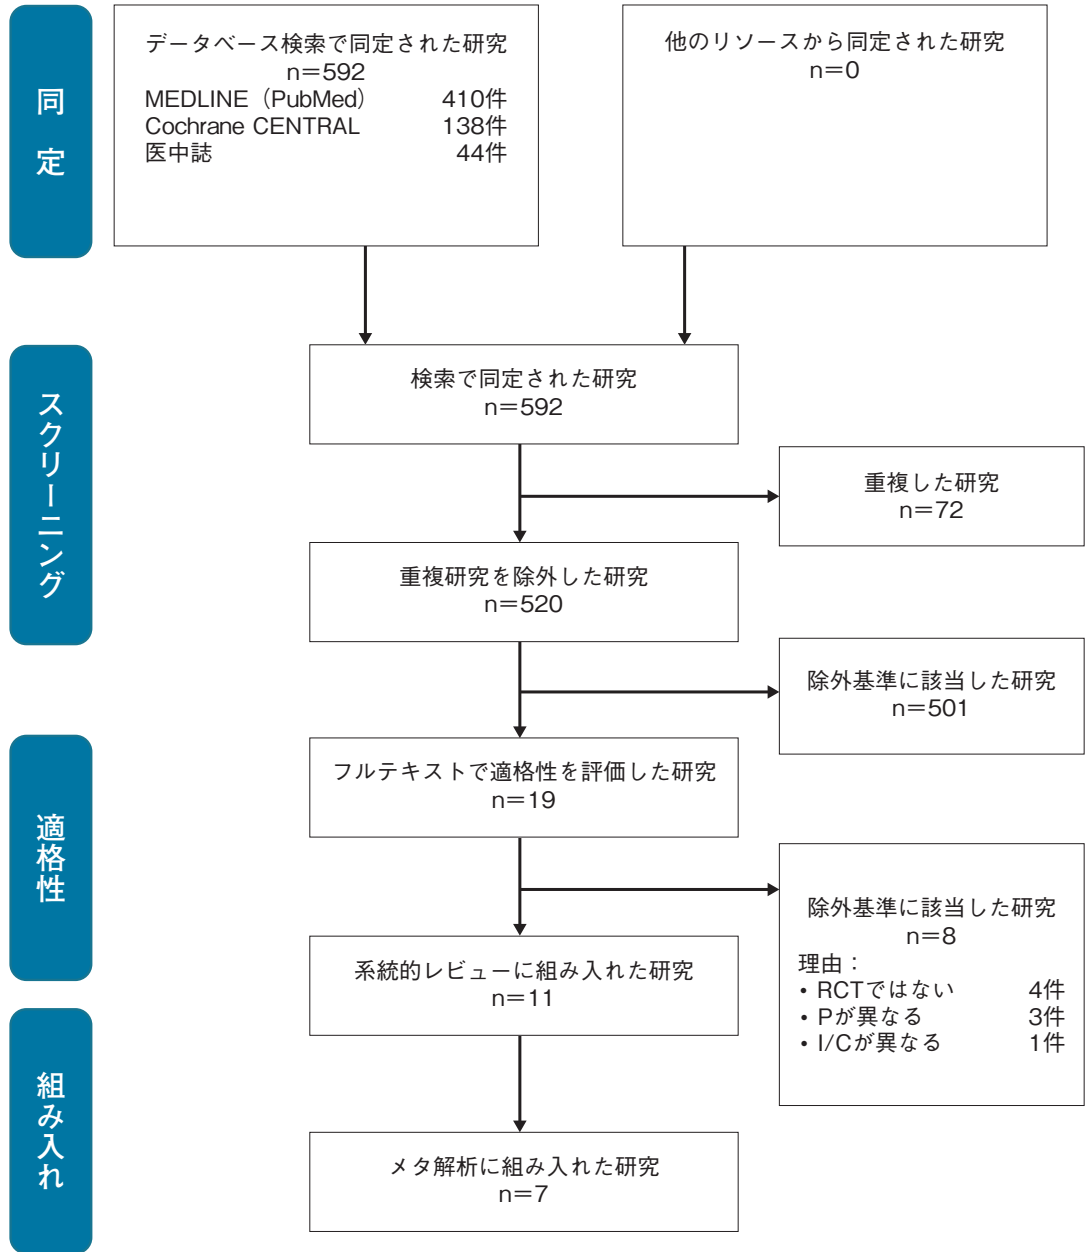 同定
データベース検索で同定された研究
n＝592
MEDLINE（PubMed） 410件
Cochrane CENTRAL 138件
医中誌 44件
他のリソースから同定された研究
n＝0
スクリーニング
検索で同定された研究
n＝592
重複した研究
n＝72
重複研究を除外した研究
n＝520
除外基準に該当した研究
n＝501
適格性
フルテキストで適格性を評価した研究
n＝19
除外基準に該当した研究
n＝8
理由：
・RCTではない 4件
・Pが異なる 3件
・I/Cが異なる 1件
系統的レビューに組み入れた研究
n＝11
組み入れ
メタ解析に組み入れた研究
n＝7